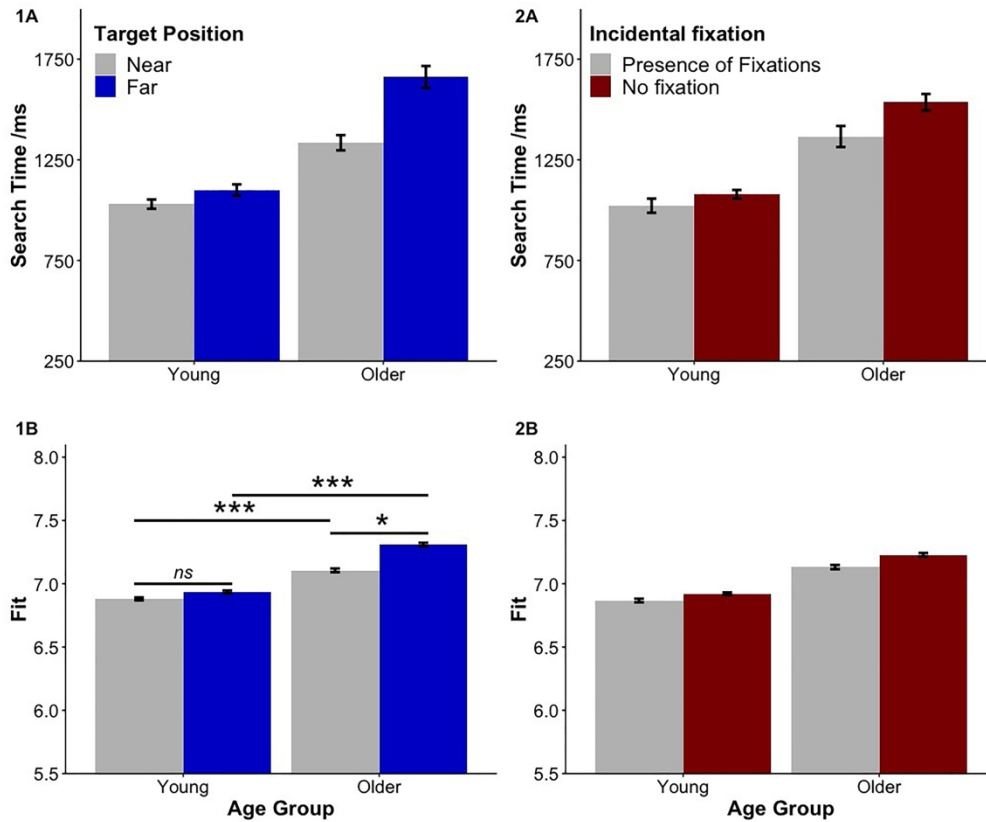 1A
Target Position
Near
Far
1750
1250
750
250
Search Time /ms
Young
Older
2A
Incidental fixation
Presence of Fixations
No fixation
1750
1250
750
250
Search Time /ms
Young
Older
1B
8.0
7.5
7.0
6.5
6.0
5.5
Fit
***
***
*
ns
Young
Older
Age Group
2B
8.0
7.5
7.0
6.5
6.0
5.5
Fit
Young
Older
Age Group